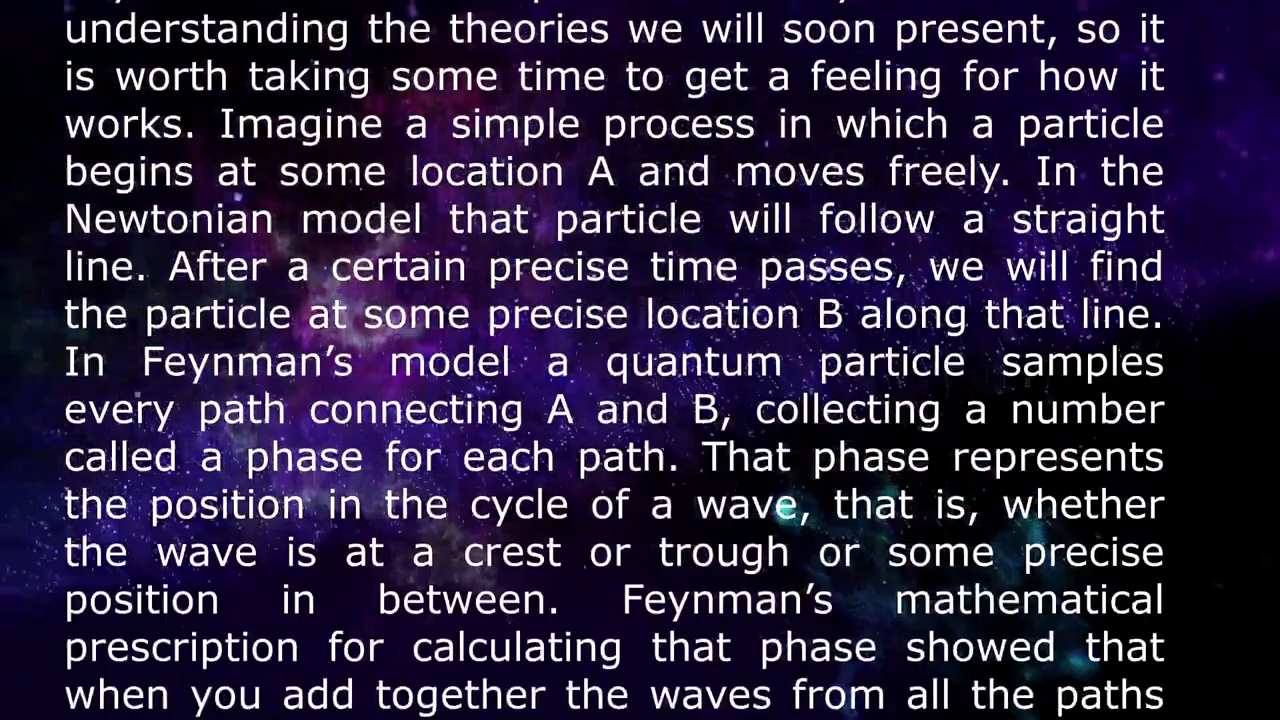 understanding the theories we will soon present, so it
is worth taking some time to get a feeling for how it
works. Imagine a simple process in which a particle
begins at some location A and moves freely. In the
Newtonian model that particle will follow a straight
line. After a certain precise time passes, we will find
the particle at some precise location B along that line.
In Feynman’s model a quantum particle samples
every path connecting A and B, collecting a number
called a phase for each path. That phase represents
the position in the cycle of a wave, that is, whether
the wave is at a crest or trough or some precise
position in between. Feynman’s mathematical
prescription for calculating that phase showed that
when you add together the waves from all the paths